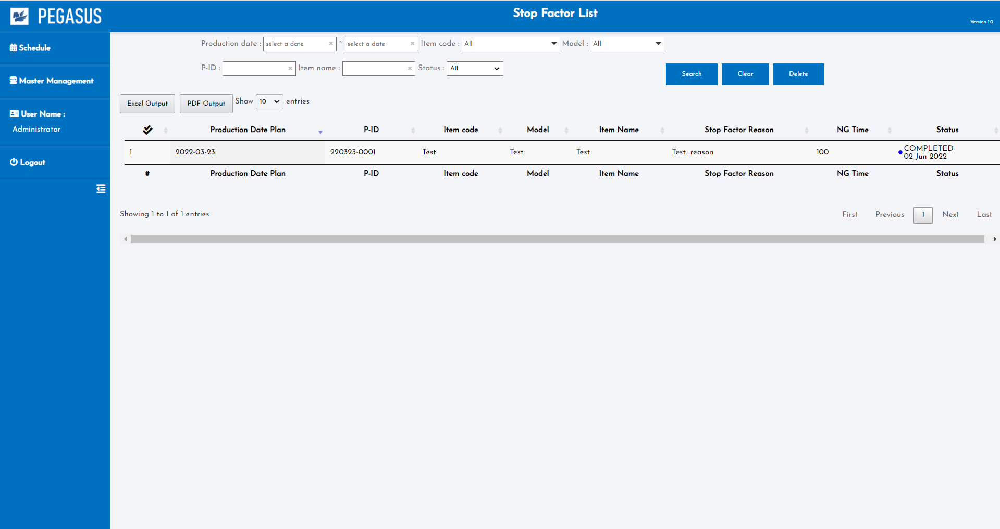 PEGASUS
Stop Factor List
Version 1.0
Schedule
Master Management
User Name :
Administrator
Logout
Production date : select a date × ~ select a date × Item code : All Model : All
P-ID : × Item name : × Status : All
Search Clear Delete
Excel Output PDF Output Show 10 entries
Production Date Plan P-ID Item code Model Item Name Stop Factor Reason NG Time Status
1 2022-03-23 220323-0001 Test Test Test Test_reason 100 COMPLETED
02 Jun 2022
# Production Date Plan P-ID Item code Model Item Name Stop Factor Reason NG Time Status
Showing 1 to 1 of 1 entries
First Previous 1 Next Last